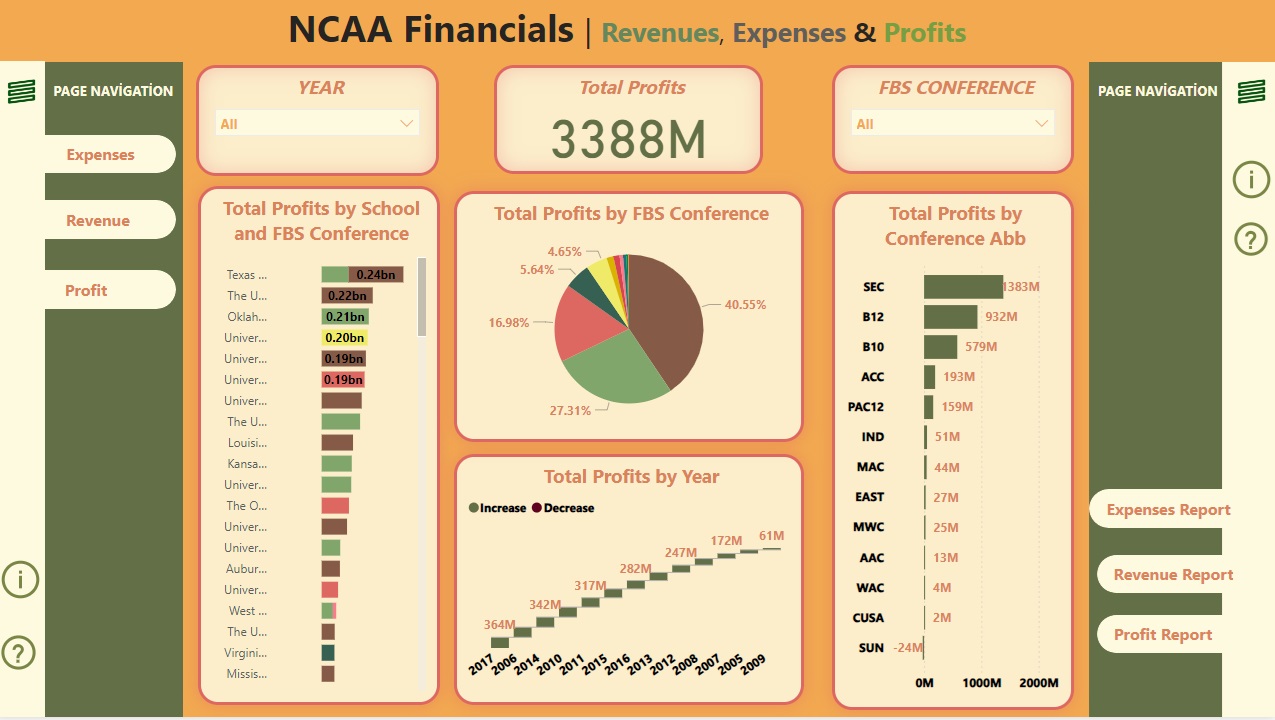 NCAA Financials | Revenues, Expenses & Profits
PAGE NAVİGATİON
Expenses
Revenue
Profit
YEAR
All
Total Profits
3388M
FBS CONFERENCE
All
PAGE NAVİGATİON
Total Profits by School
and FBS Conference
Texas ... 0.24bn
The U... 0.22bn
Oklah... 0.21bn
Univer... 0.20bn
Univer... 0.19bn
Univer... 0.19bn
Univer...
The U...
Louisi...
Kansa...
Univer...
The O...
Univer...
Univer...
Aubur...
Univer...
West ...
The U...
Virgini...
Missis...
Total Profits by FBS Conference
4.65%
5.64%
16.98%
27.31%
40.55%
Total Profits by Year
Increase Decrease
364M 342M 317M 282M 247M 172M 61M
2017 2006 2014 2010 2011 2015 2016 2013 2012 2008 2007 2005 2009
Total Profits by
Conference Abb
SEC 1383M
B12 932M
B10 579M
ACC 193M
PAC12 159M
IND 51M
MAC 44M
EAST 27M
MWC 25M
AAC 13M
WAC 4M
CUSA 2M
SUN -24M
0M 1000M 2000M
i
?
i
?
Expenses Report
Revenue Report
Profit Report